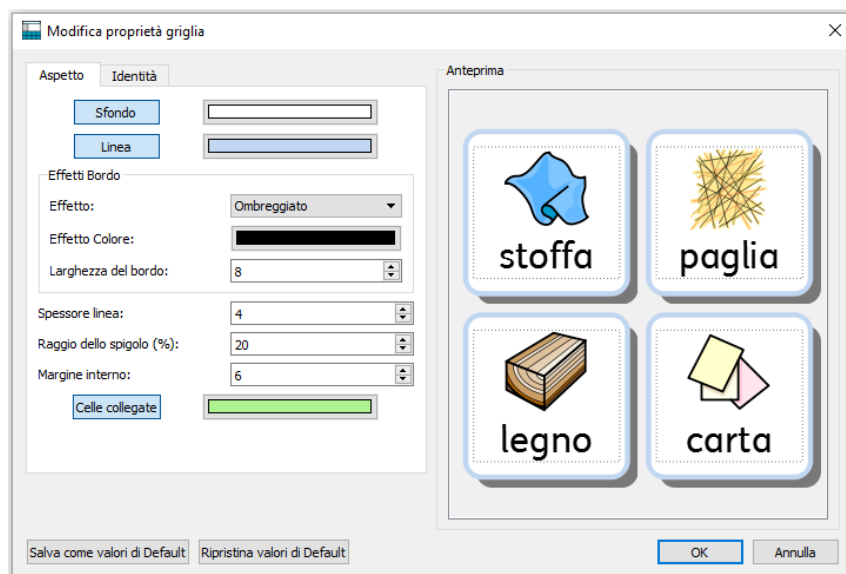 Modifica proprietà griglia
Aspetto
Identità
Sfondo
Linea
Effetti Bordo
Effetto:
Ombreggiato
Effetto Colore:
Larghezza del bordo:
8
Spessore linea:
4
Raggio dello spigolo (%):
20
Margine interno:
6
Celle collegate
Anteprima
stoffa
paglia
legno
carta
Salva come valori di Default
Ripristina valori di Default
OK
Annulla